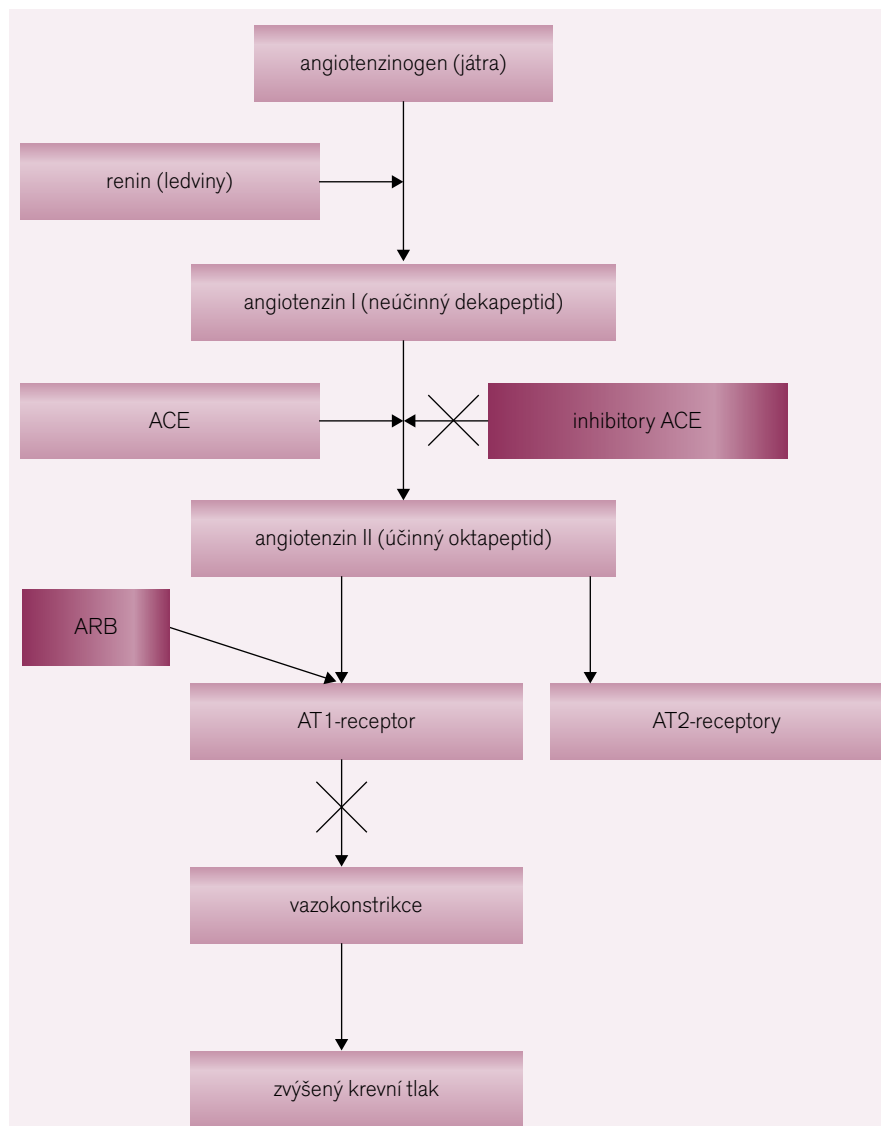 angiotenzinogen (játra)
renin (ledviny)
angiotenzin I (neúčinný dekapeptid)
ACE
inhibitory ACE
angiotenzin II (účinný oktapeptid)
ARB
AT1-receptor
AT2-receptory
vazokonstrikce
zvýšený krevní tlak